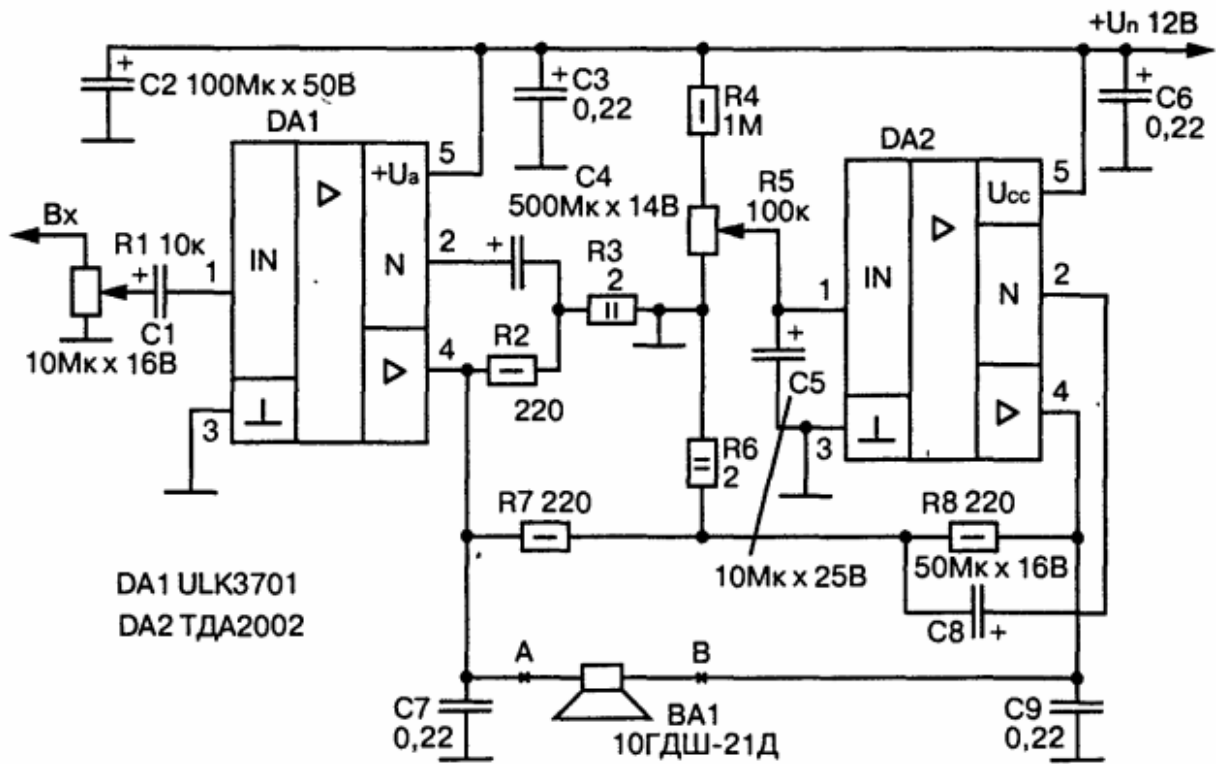 +Uп 12В
+
C2 100Мк x 50В
+ C3
0,22
R4
1М
+
C6
0,22
DA1
DA2
5
+Ua
C4
500Мк x 14В
R5
100к
Ucc
5
Вх
R1 10к
+
1
IN
N
2
+
R3
2
1
IN
N
2
C1
10Мк x 16В
R2
220
4
+
C5
4
3
R6
2
3
R7 220
R8 220
10Мк x 25В
50Мк x 16В
DA1 ULK3701
DA2 ТДА2002
C8
+
A
B
C7
0,22
BA1
10ГДШ-21Д
C9
0,22